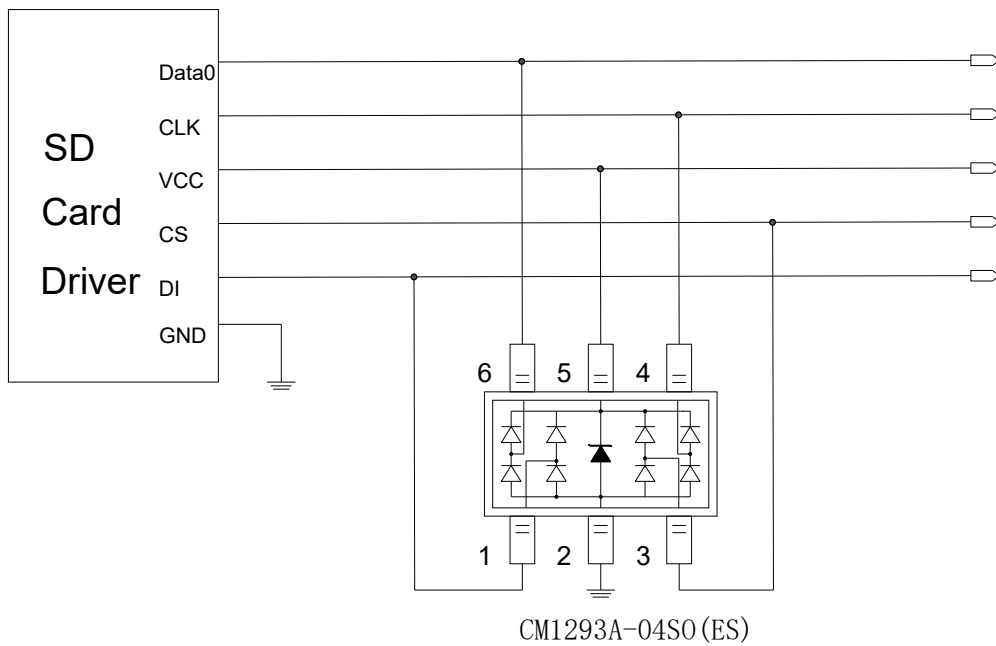 Data0
CLK
SD
VCC
Card
CS
Driver
DI
GND
6 5 4
1 2 3
CM1293A-04SO(ES)